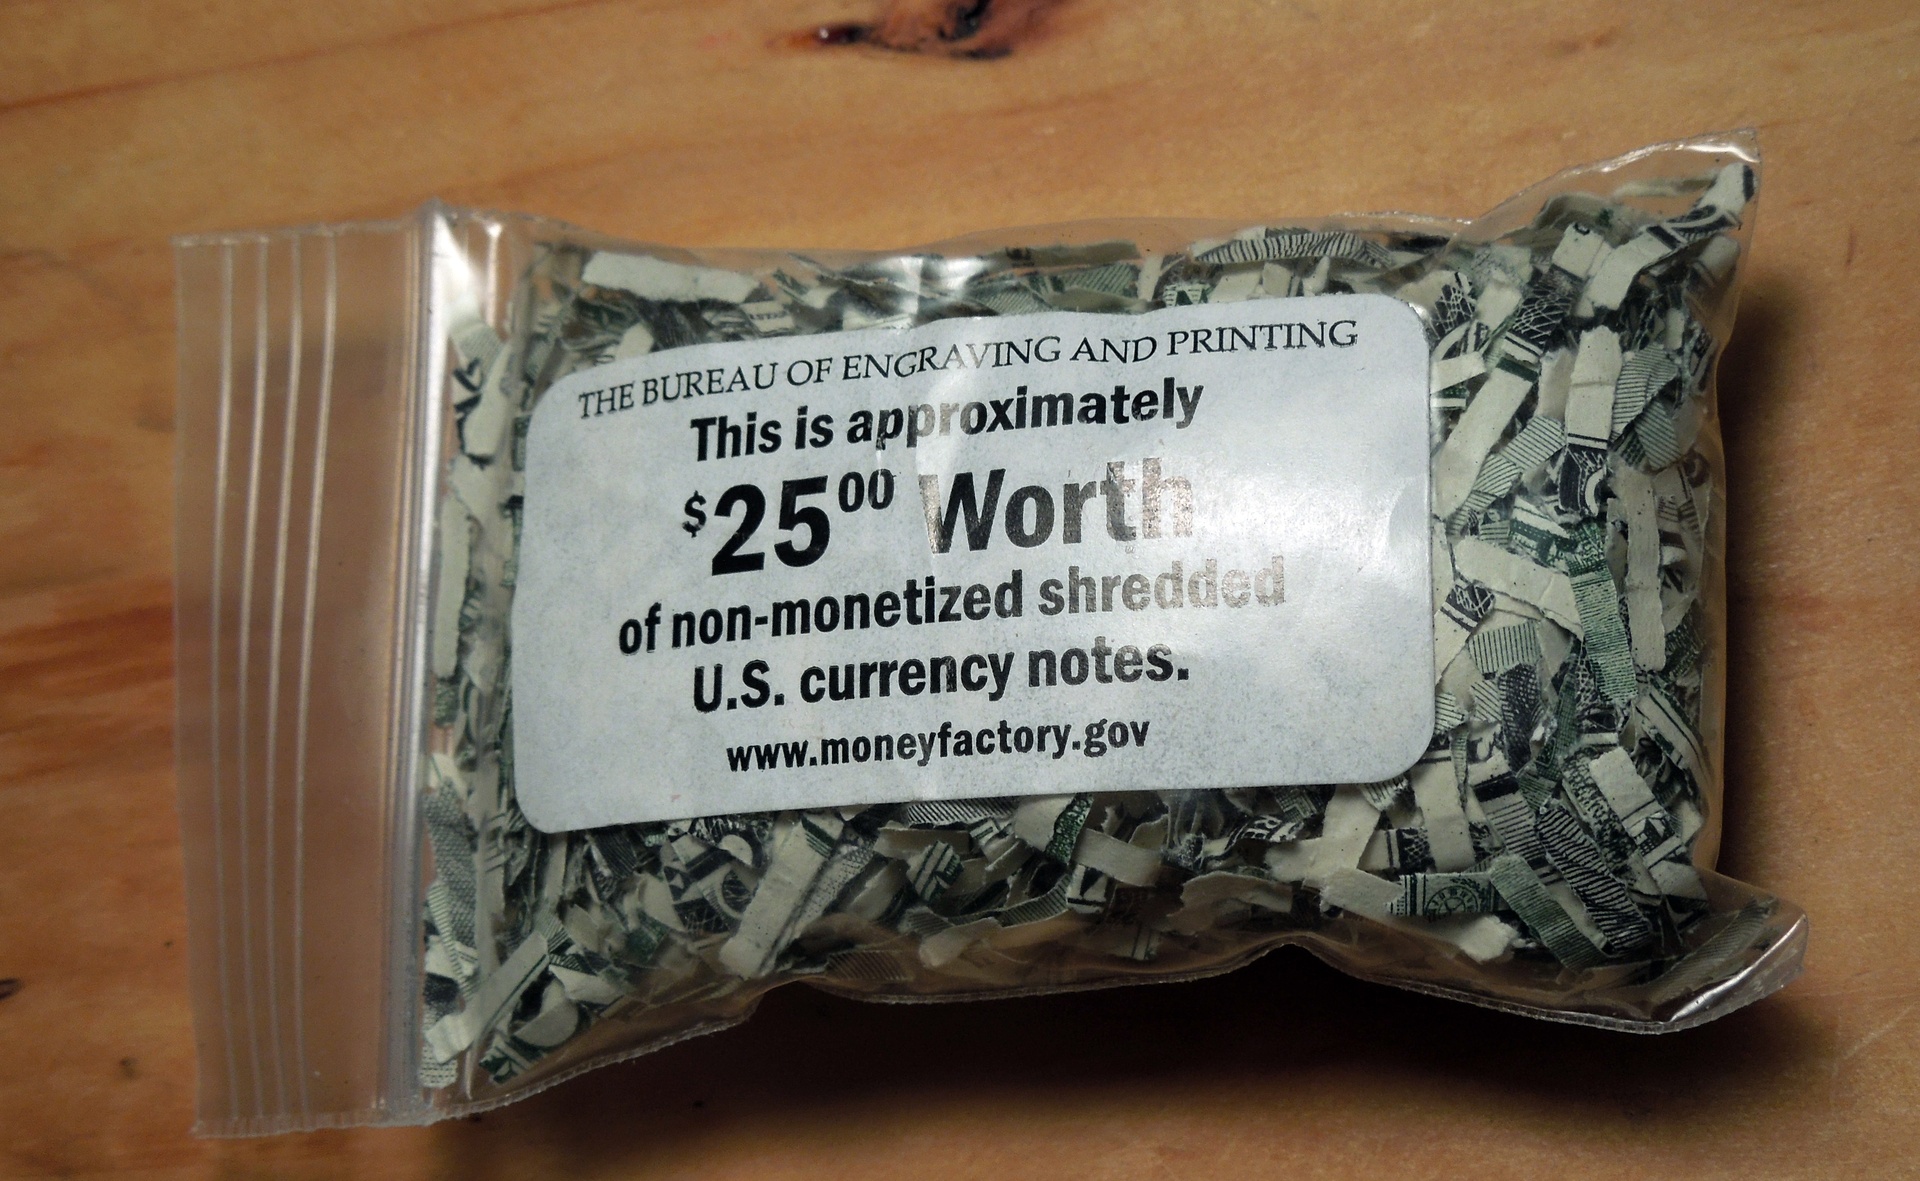 THE BUREAU OF ENGRAVING AND PRINTING
This is approximately
$25⁰⁰ Worth
of non-monetized shredded
U.S. currency notes.
www.moneyfactory.gov